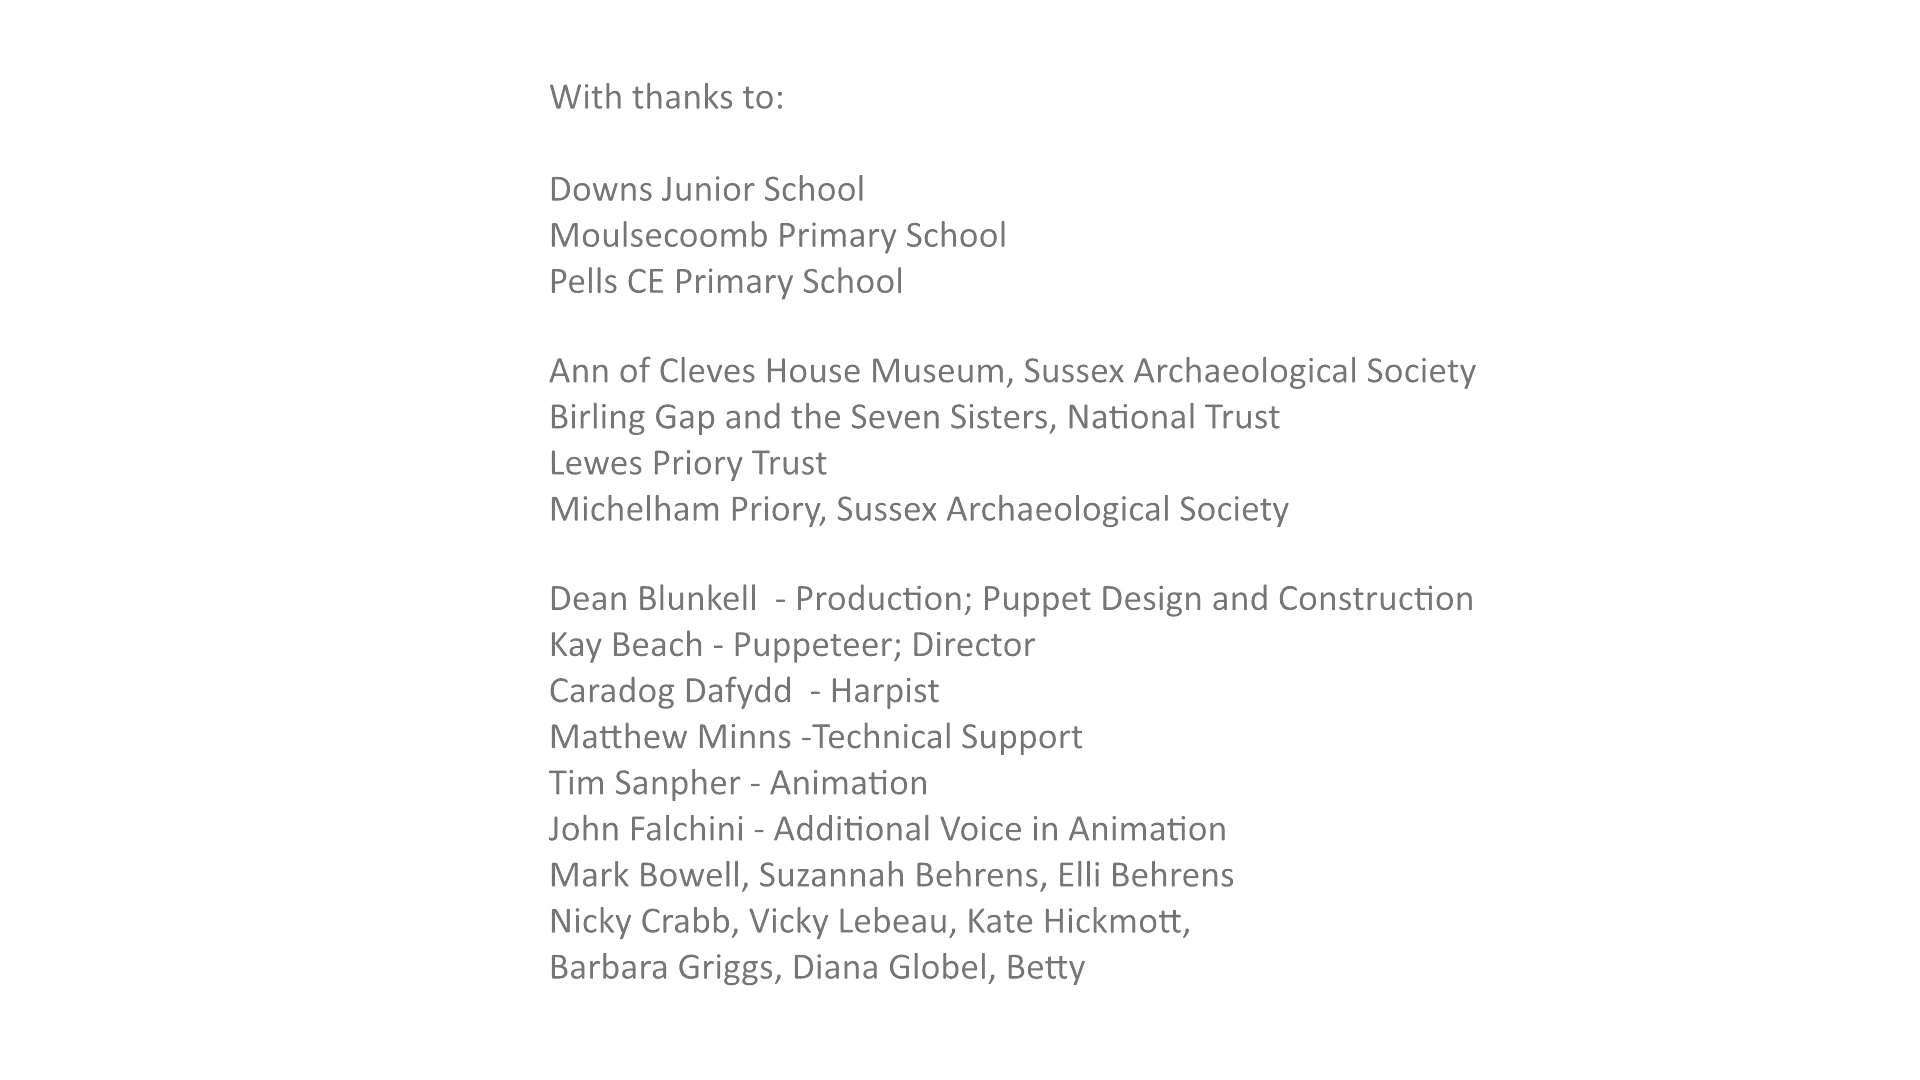 With thanks to:
Downs Junior School
Moulsecoomb Primary School
Pells CE Primary School
Ann of Cleves House Museum, Sussex Archaeological Society
Birling Gap and the Seven Sisters, National Trust
Lewes Priory Trust
Michelham Priory, Sussex Archaeological Society
Dean Blunkell  - Production; Puppet Design and Construction
Kay Beach - Puppeteer; Director
Caradog Dafydd  - Harpist
Matthew Minns -Technical Support
Tim Sanpher - Animation
John Falchini - Additional Voice in Animation
Mark Bowell, Suzannah Behrens, Elli Behrens
Nicky Crabb, Vicky Lebeau, Kate Hickmott,
Barbara Griggs, Diana Globel, Betty